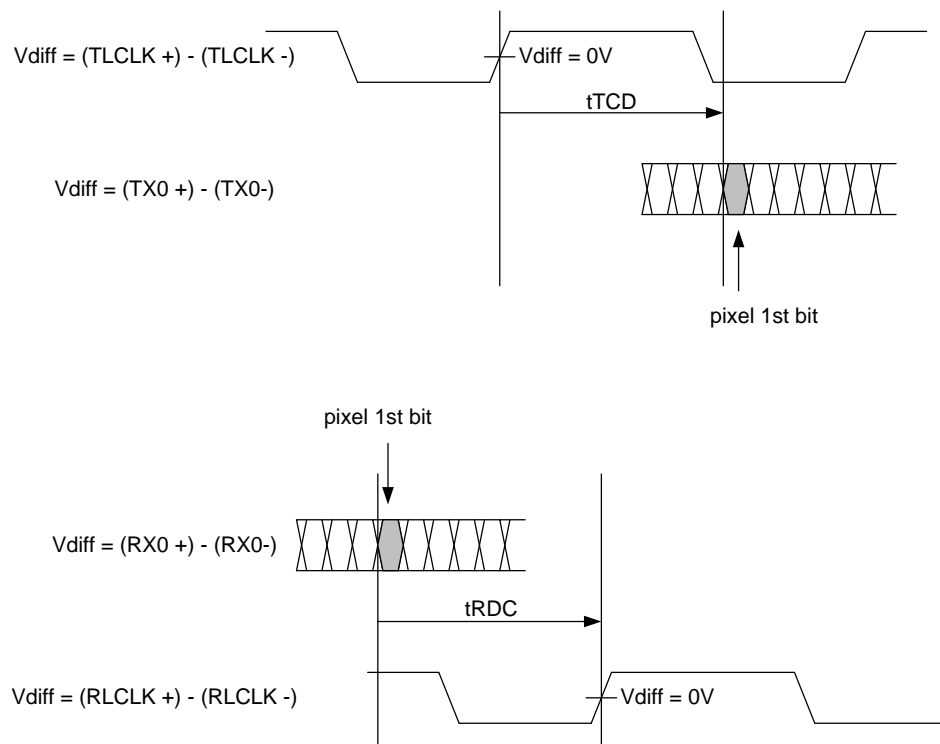 Vdiff = (TLCLK +) - (TLCLK -)
Vdiff = 0V
tTCD
Vdiff = (TX0 +) - (TX0-)
pixel 1st bit
pixel 1st bit
Vdiff = (RX0 +) - (RX0-)
tRDC
Vdiff = (RLCLK +) - (RLCLK -)
Vdiff = 0V